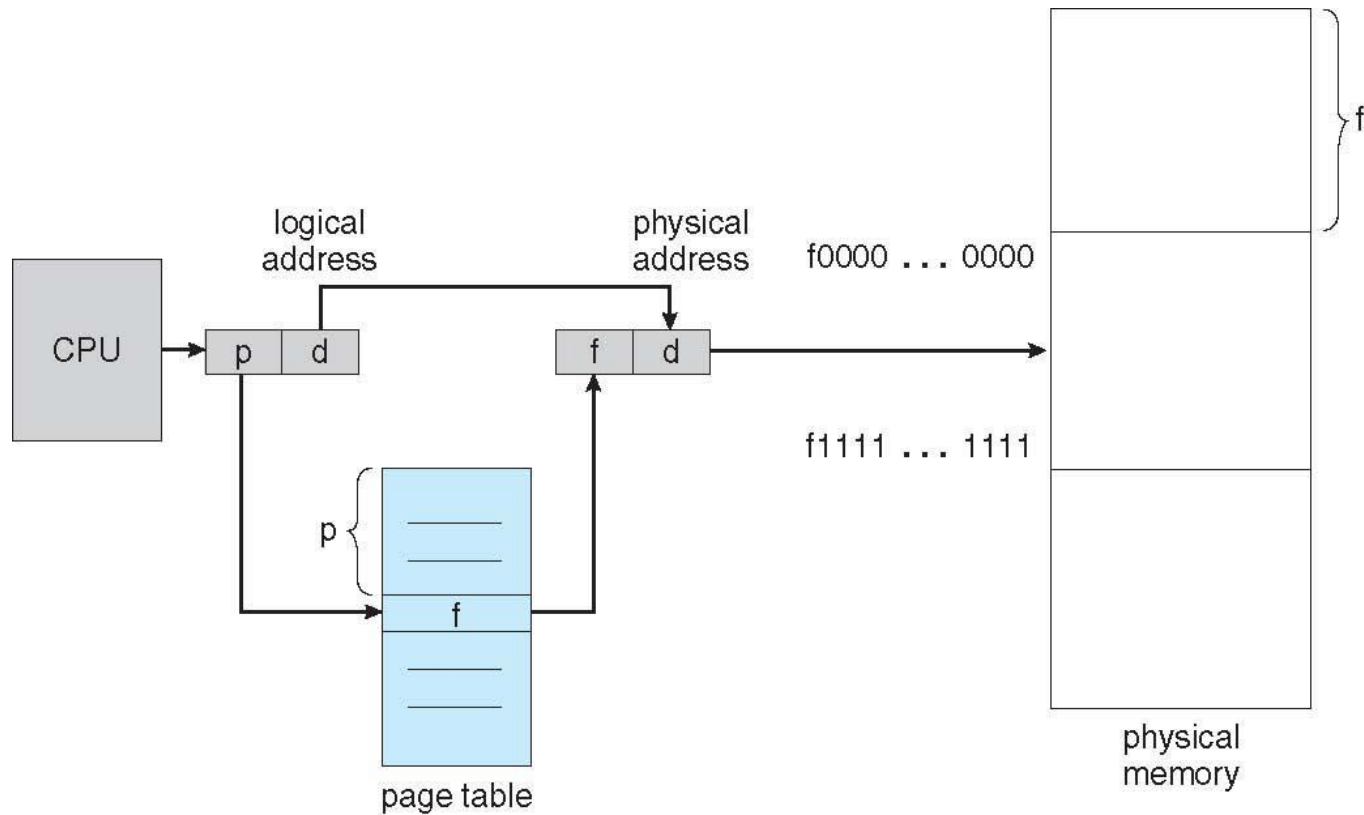 f
logical
address
physical
address
f0000 ... 0000
CPU
p
d
f
d
f1111 ... 1111
p
f
page table
physical
memory